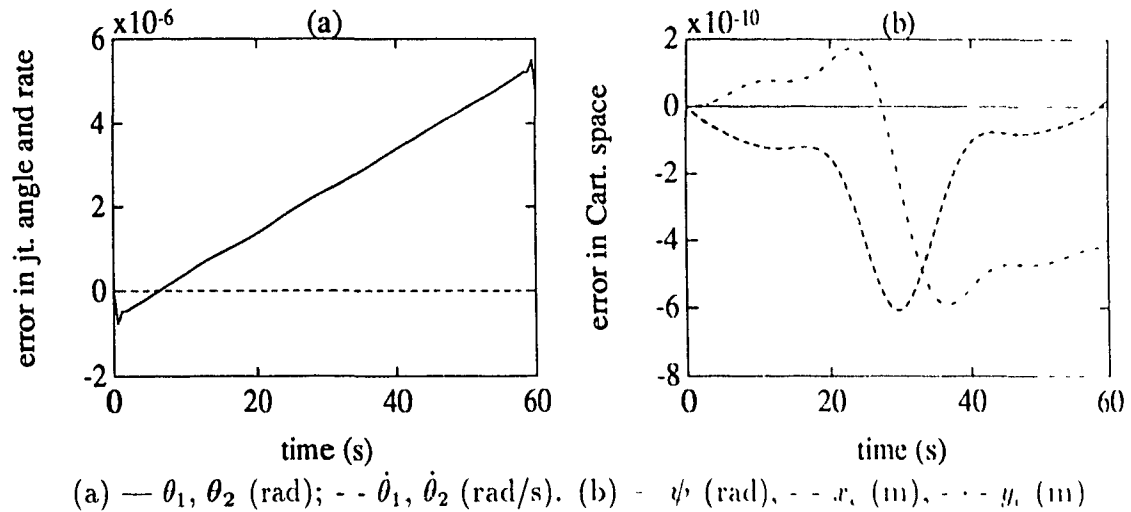 x10-6 (a)
x10-10 (b)
6
4
2
0
-2
0 20 40 60
error in jt. angle and rate
time (s)
2
0
-2
-4
-6
-8
0 20 40 60
error in Cart. space
time (s)
(a) — θ1, θ2 (rad); - - θ̇1, θ̇2 (rad/s). (b) - ψ (rad), - - x (m), - · - y (m)